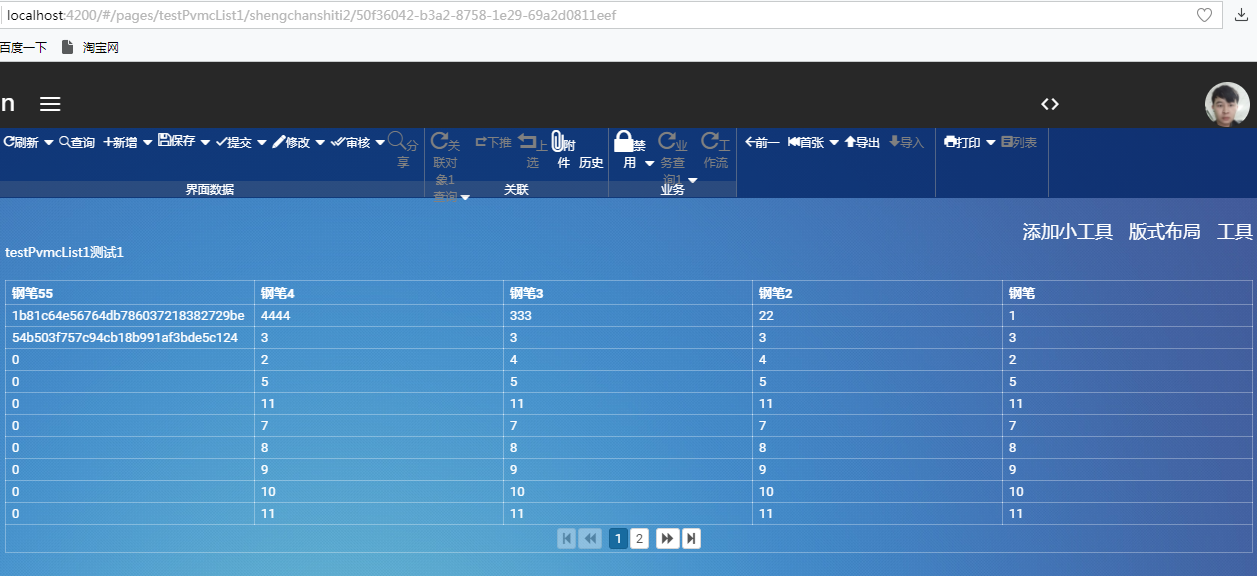 localhost:4200/#/pages/testPvmcList1/shengchanshiti2/50f36042-b3a2-8758-1e29-69a2d0811eef
百度一下 淘宝网
n
刷新 查询 新增 保存 提交 修改 审核 分享 关联对象1查询 下推 上选 附件 历史 禁用 业务查询1 工作流 前一 首张 导出 导入 打印 列表
界面数据 关联 业务
添加小工具 版式布局 工具
testPvmcList1测试1
钢笔55 钢笔4 钢笔3 钢笔2 钢笔
1b81c64e56764db786037218382729be 4444 333 22 1
54b503f757c94cb18b991af3bde5c124 3 3 3 3
0 2 4 4 2
0 5 5 5 5
0 11 11 11 11
0 7 7 7 7
0 8 8 8 8
0 9 9 9 9
0 10 10 10 10
0 11 11 11 11
1 2